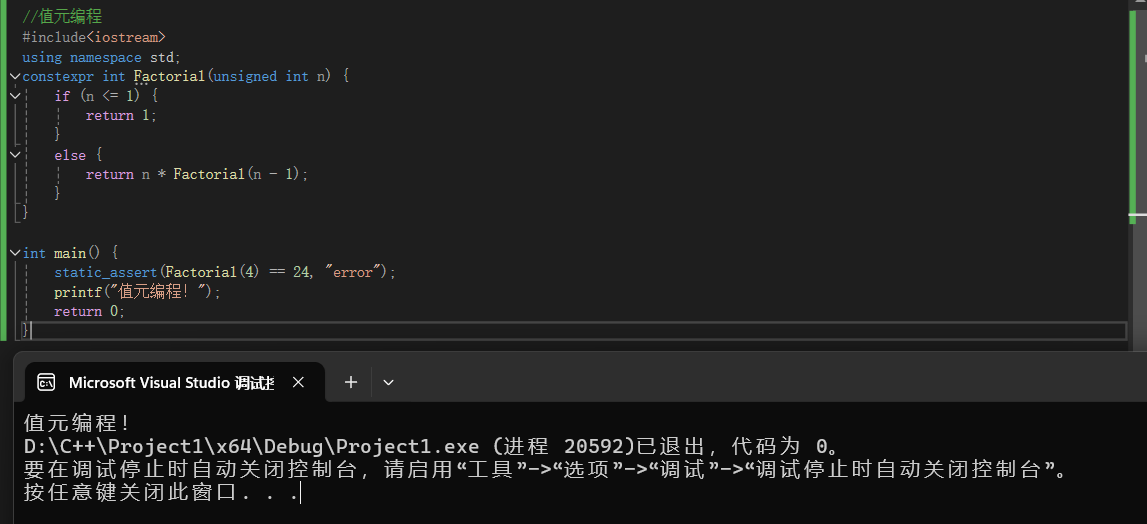 //值元编程
#include<iostream>
using namespace std;
constexpr int Factorial(unsigned int n) {
if (n <= 1) {
return 1;
}
else {
return n * Factorial(n - 1);
}
}
int main() {
static_assert(Factorial(4) == 24, "error");
printf("值元编程！");
return 0;
}
Microsoft Visual Studio 调试控
值元编程！
D:\C++\Project1\x64\Debug\Project1.exe (进程 20592)已退出，代码为 0。
要在调试停止时自动关闭控制台，请启用“工具”->“选项”->“调试”->“调试停止时自动关闭控制台”。
按任意键关闭此窗口. . .